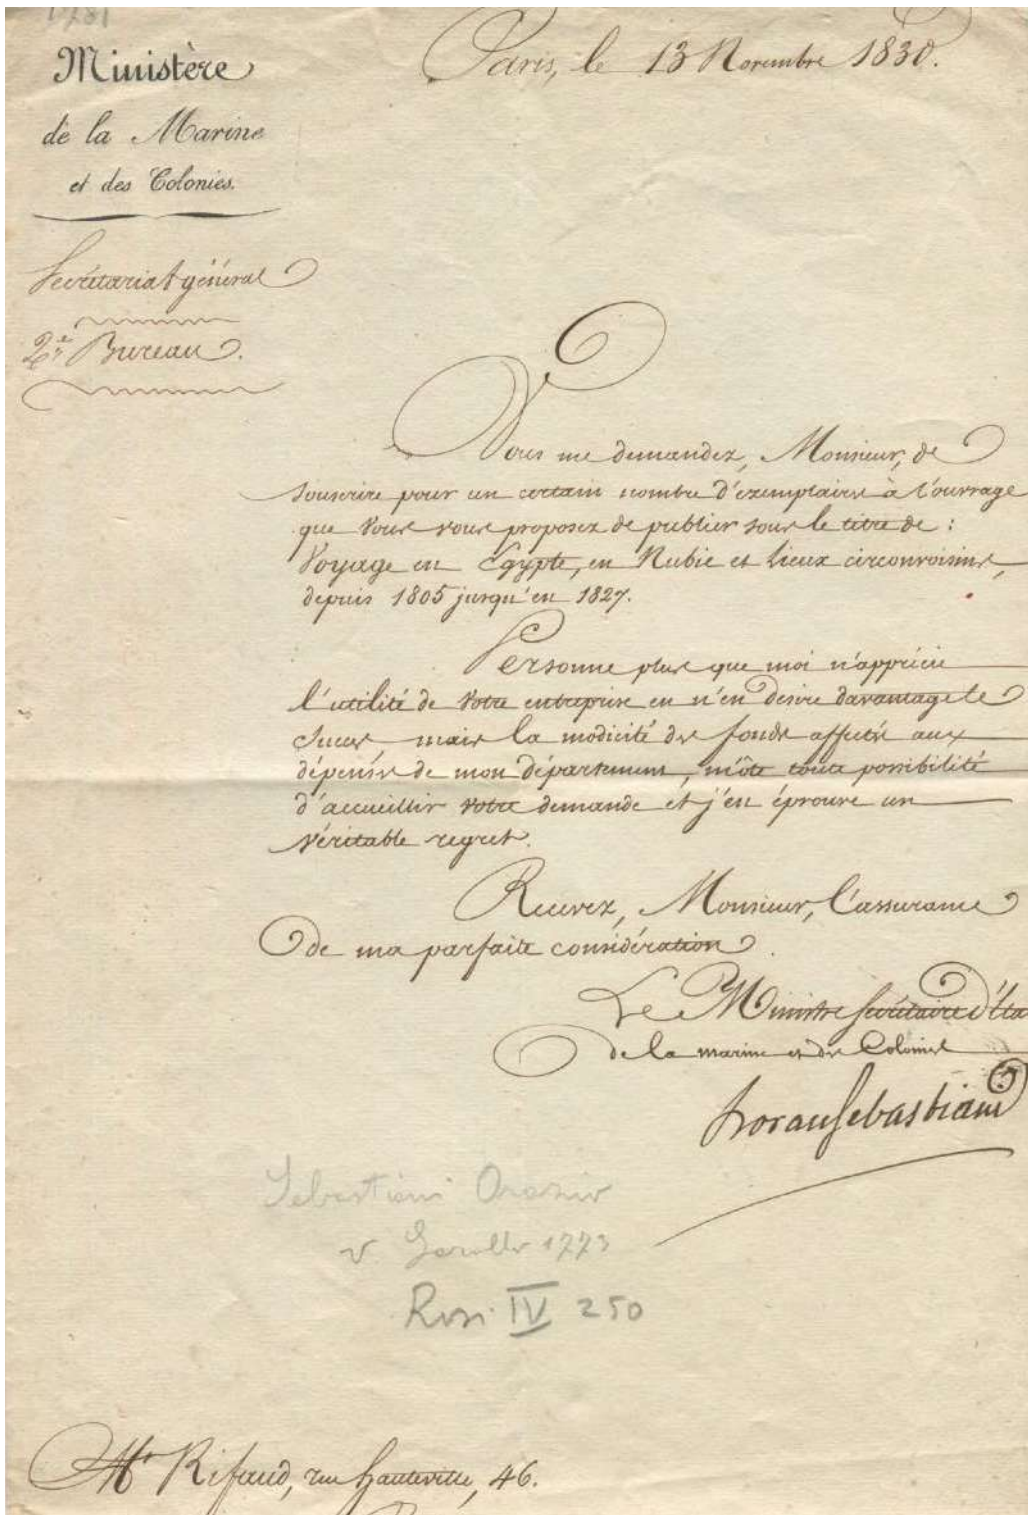 1781
Ministère
de la Marine
et des Colonies.
Paris, le 13 Novembre 1830.
Secrétariat général
2e. Bureau.
Vous me demandez, Monsieur, de
souscrire pour un certain nombre d'exemplaires à l'ouvrage
que vous vous proposez de publier sous le titre de :
Voyage en Egypte, en Nubie et lieux circonvoisins,
depuis 1805 jusqu'en 1827.
Personne plus que moi n'apprécie
l'utilité de votre entreprise en n'en désire davantage le
succès, mais la modicité des fonds affectés aux
dépenses de mon département, m'ôte toute possibilité
d'accueillir votre demande et j'en éprouve un
véritable regret.
Recevez, Monsieur, l'assurance
de ma parfaite considération.
Le Ministre Secrétaire d'Eta
de la marine et des Colonies
horace Sebastiani
Sebastiani Orazio
1773
IV 250
Mr. Rifaud, rue hauteville, 46.